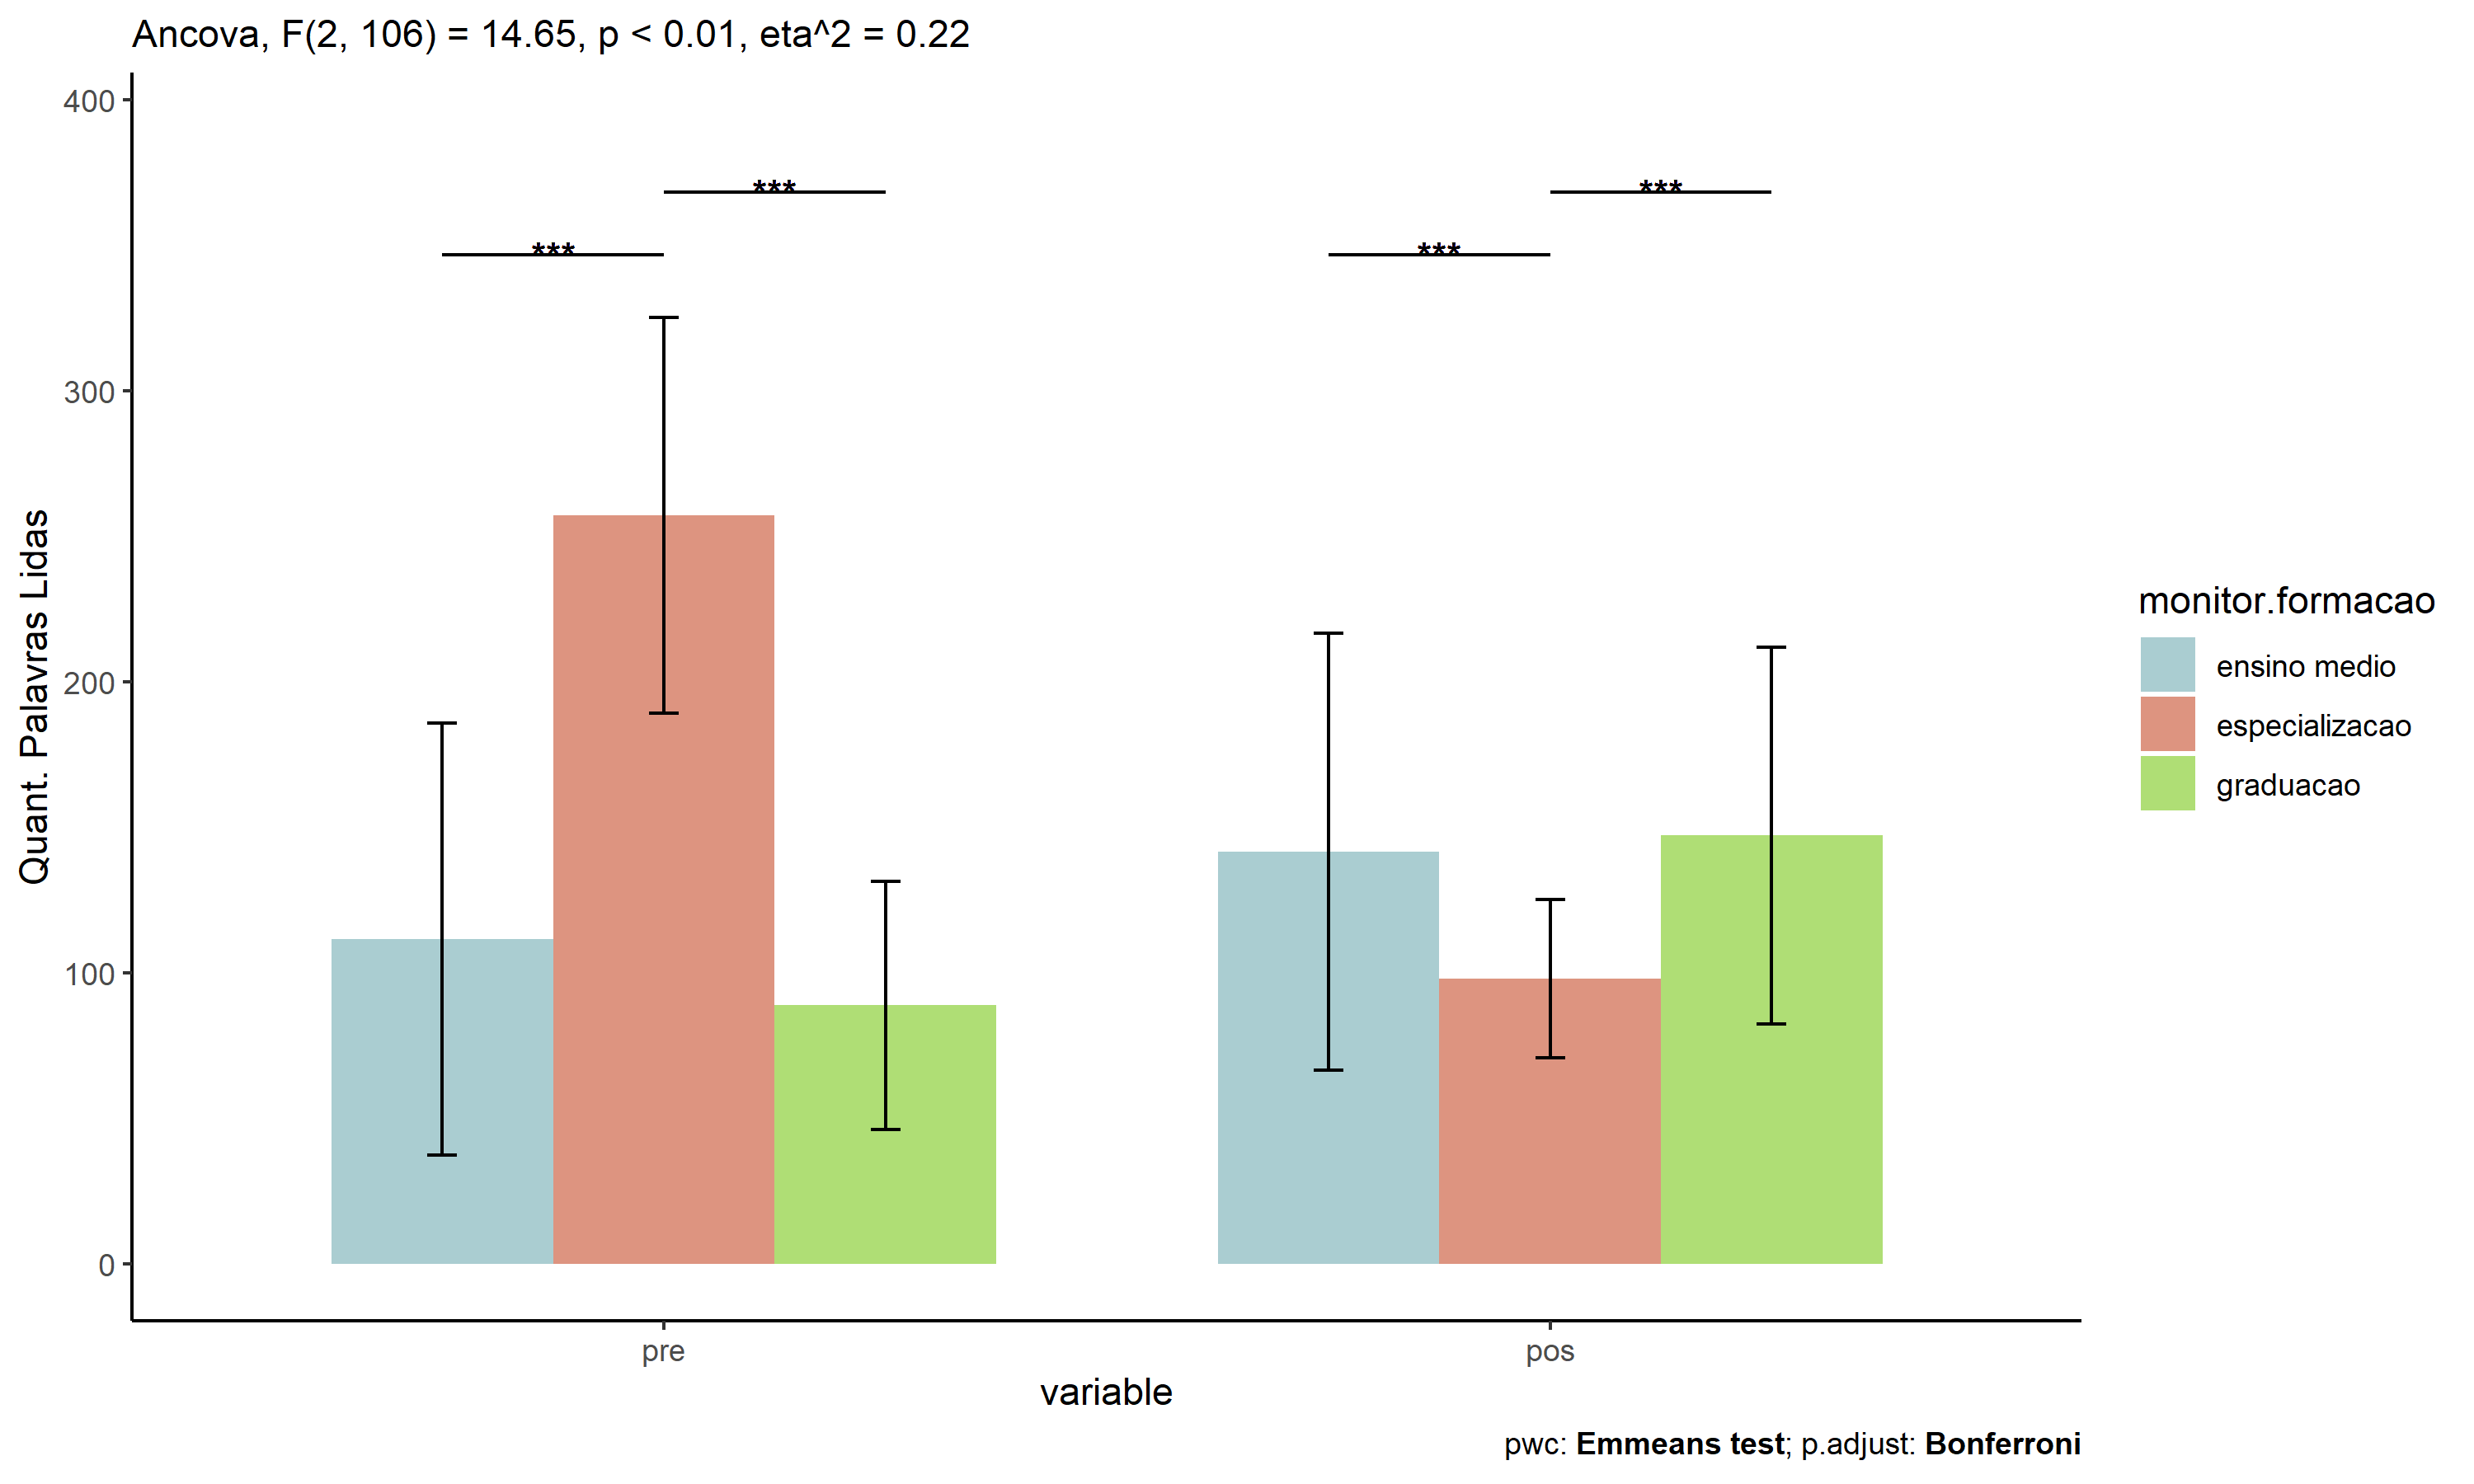 Ancova, F(2, 106) = 14.65, p < 0.01, eta^2 = 0.22
Quant. Palavras Lidas
400
300
200
100
0
***
***
***
***
pre
pos
variable
monitor.formacao
ensino medio
especializacao
graduacao
pwc: Emmeans test; p.adjust: Bonferroni